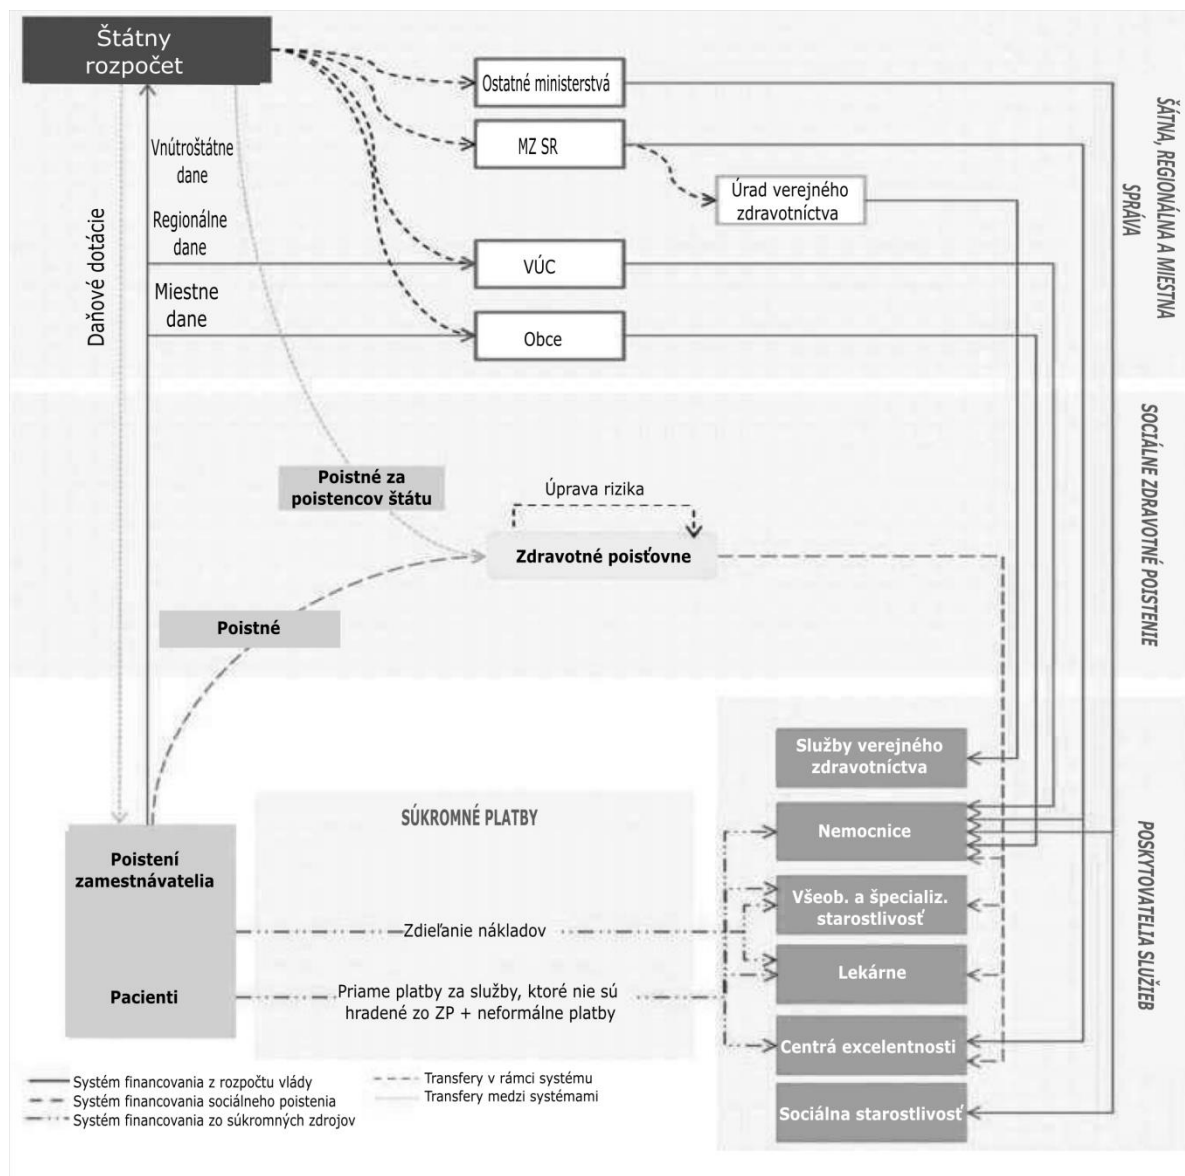 Štátny
rozpočet
Ostatné ministerstvá
MZ SR
Úrad verejného
zdravotníctva
VÚC
Obce
Vnútroštátne
dane
Regionálne
dane
Miestne
dane
Daňové dotácie
ŠÁTNA, REGIONÁLNA A MIESTNA
SPRÁVA
Poistné za
poistencov štátu
Úprava rizika
Zdravotné poisťovne
Poistné
SOCIÁLNE ZDRAVOTNÉ POISTENIE
Poistení
zamestnávatelia
Pacienti
SÚKROMNÉ PLATBY
Zdieľanie nákladov
Priame platby za služby, ktoré nie sú
hradené zo ZP + neformálne platby
Služby verejného
zdravotníctva
Nemocnice
Všeob. a špecializ.
starostlivosť
Lekárne
Centrá excelentnosti
Sociálna starostlivosť
POSKYTOVATELIA SLUŽIEB
Systém financovania z rozpočtu vlády
Systém financovania sociálneho poistenia
Systém financovania zo súkromných zdrojov
Transfery v rámci systému
Transfery medzi systémami